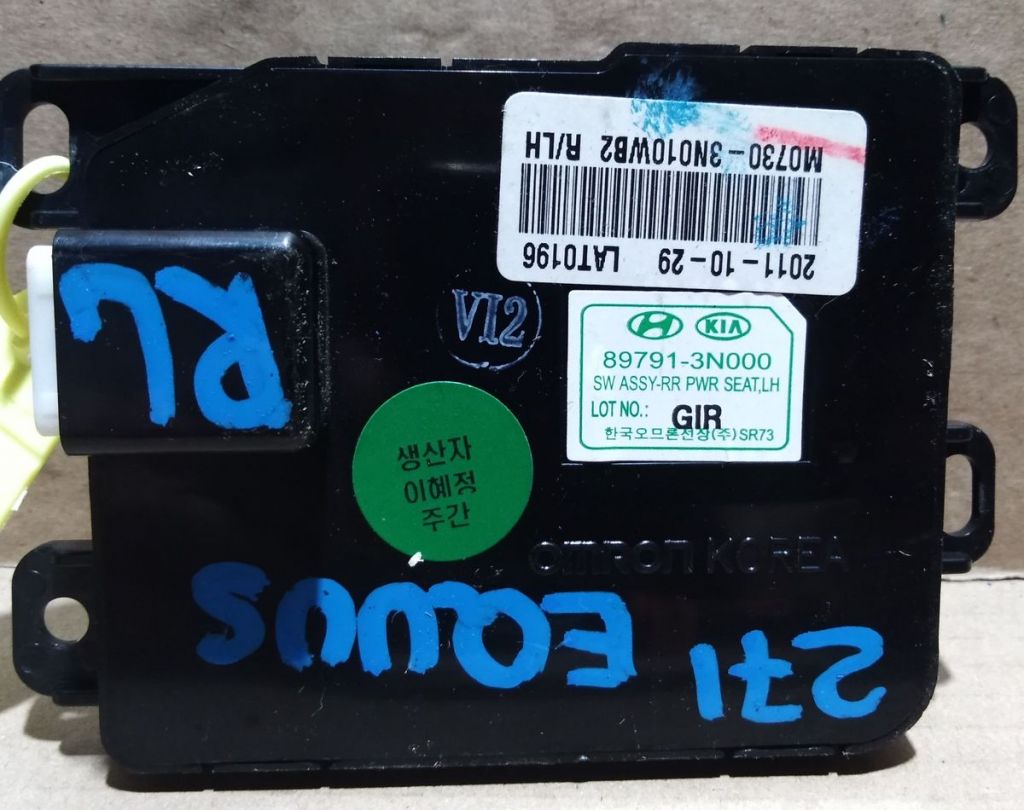 M0730-3N010WB2 R/LH
2011-10-29 LAT0196
VI2
HYUNDAI KIA
89791-3N000
SW ASSY-RR PWR SEAT,LH
LOT NO.: GIR
한국오므론전장(주) SR73
생산자
이혜정
주간
OMRON KOREA
RL
271 EQUUS